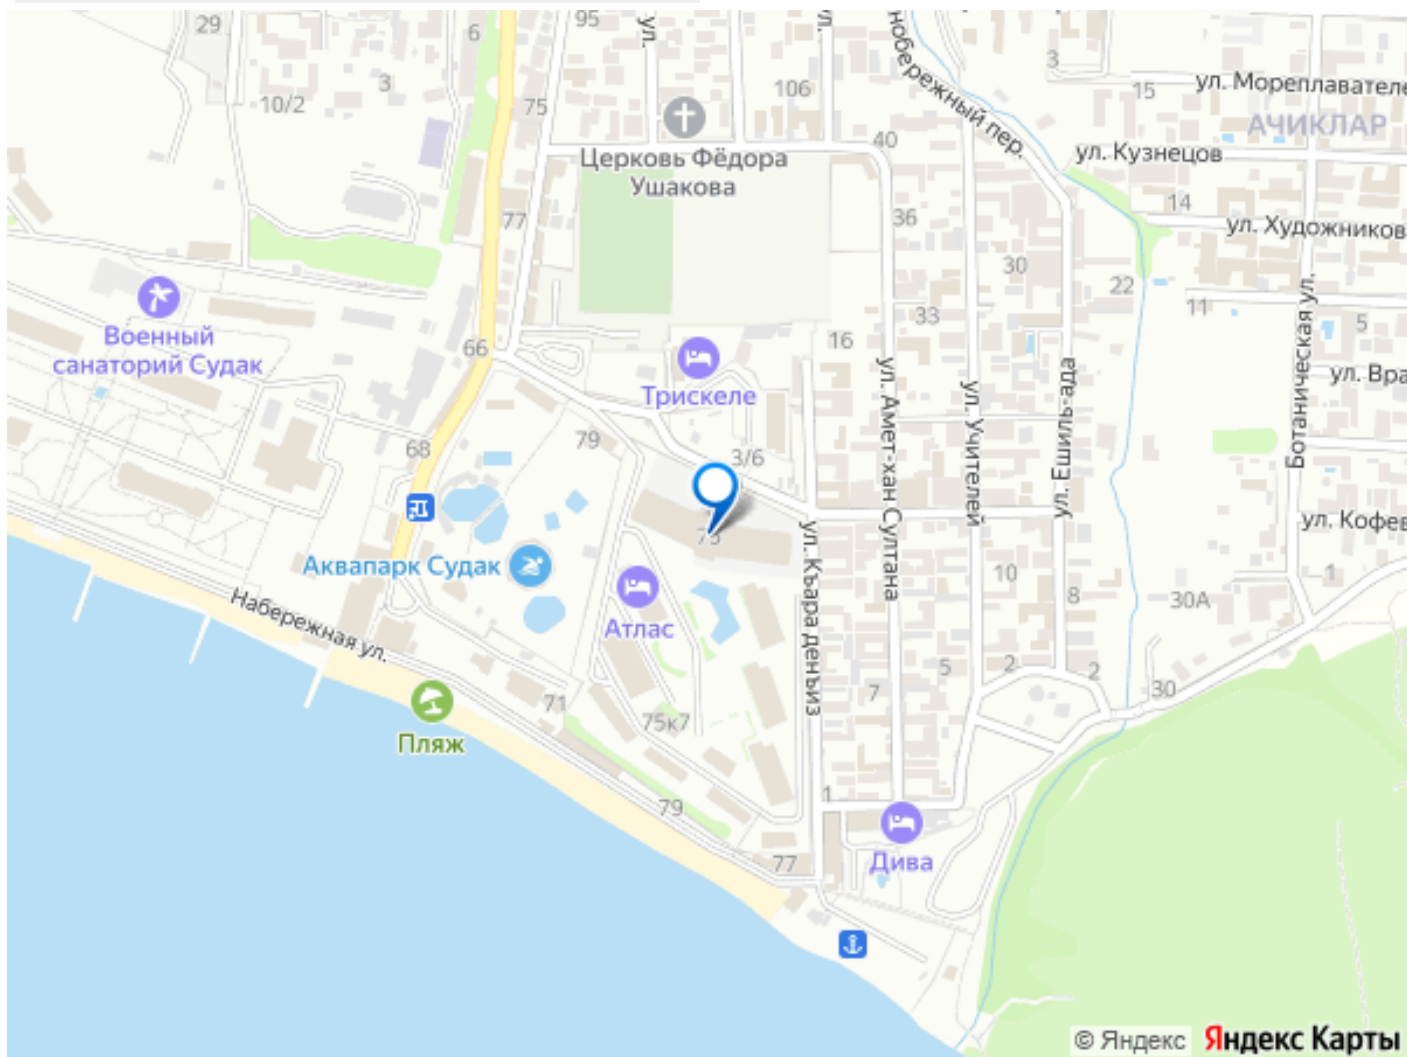 29
6
95
ул.
ул.
нобережный пер.
3
ул. Мореплавателе
15
3
10/2
75
106
АЧИКЛАР
40
ул. Кузнецов
Церковь Фёдора
Ушакова
14
77
36
ул. Художников
30
22
11
Ботаническая ул.
5
33
Военный
санаторий Судак
66
16
ул. Амет-хан Султана
ул. Учителей
ул. Ешиль-ада
ул. Вра
Трискеле
79
68
3/6
75
ул. Кофев
ул. Къара денъиз
Аквапарк Судак
10
8
30А
1
Набережная ул.
Атлас
5
2
2
7
30
71
75к7
Пляж
79
1
77
Дива
© Яндекс Яндекс Карты